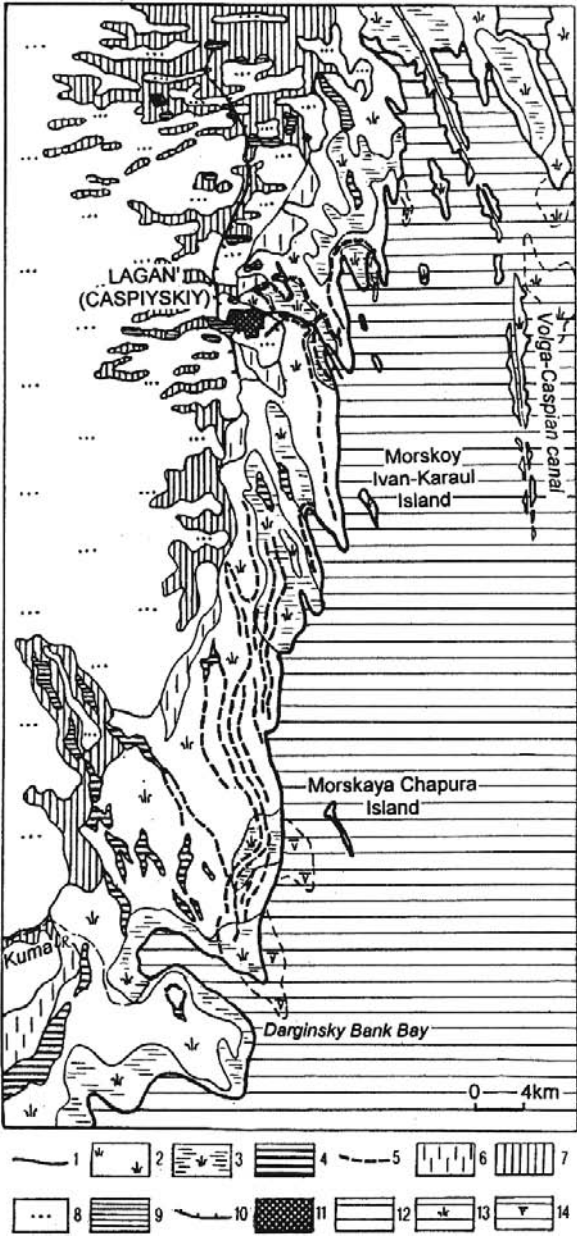 LAGAN'
(CASPIYSKIY)
Volga-Caspian canal
Morskoy
Ivan-Karaul
Island
Morskaya Chapura
Island
Kuma R.
Darginsky Bank Bay
0 4km
1 2 3 4 5 6 7
8 9 10 11 12 13 14